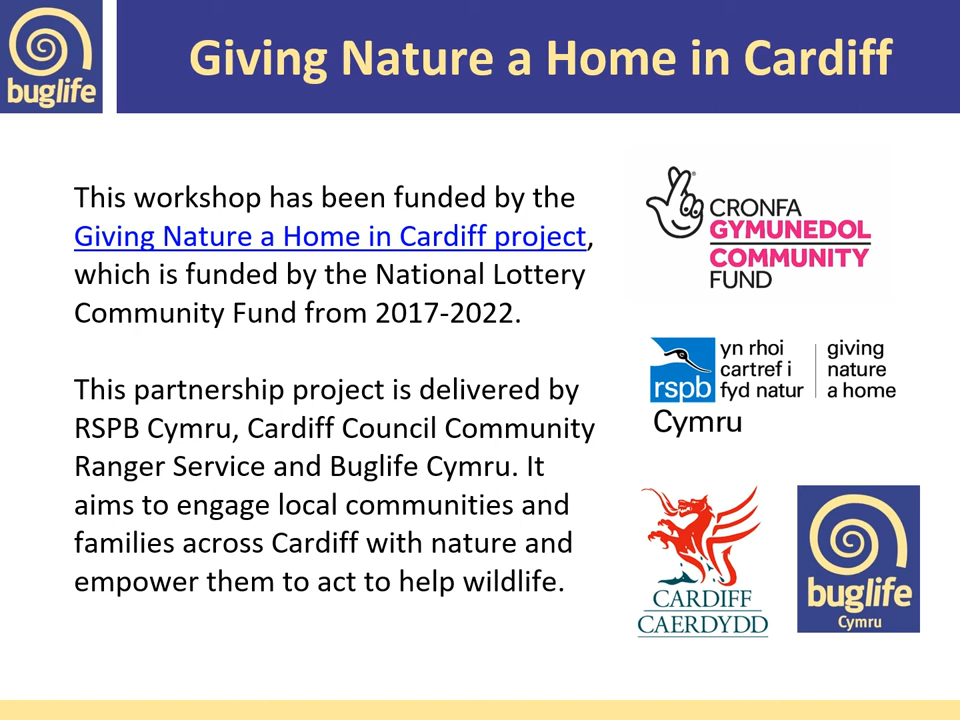 buglife
Giving Nature a Home in Cardiff
This workshop has been funded by the
Giving Nature a Home in Cardiff project,
which is funded by the National Lottery
Community Fund from 2017-2022.
This partnership project is delivered by
RSPB Cymru, Cardiff Council Community
Ranger Service and Buglife Cymru. It
aims to engage local communities and
families across Cardiff with nature and
empower them to act to help wildlife.
CRONFA
GYMUNEDOL
COMMUNITY
FUND
rspb
Cymru
yn rhoi
cartref i
fyd natur
giving
nature
a home
CARDIFF
CAERDYDD
buglife
Cymru